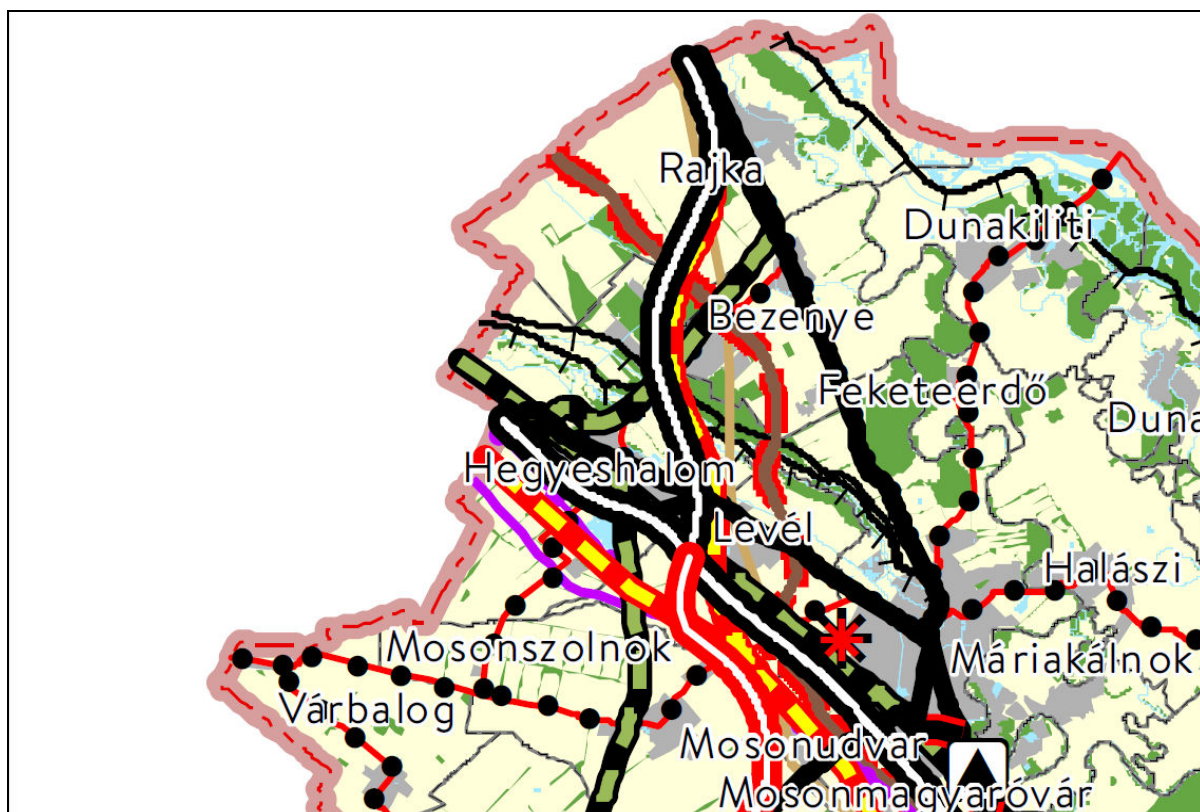 Rajka
Dunakiliti
Bezenye
Feketeerdő
Duna
Hegyeshalom
Levél
Halászi
Mosonszolnok
Máriakálnok
Várbalog
Mosonudvar
Mosonmagyaróvár